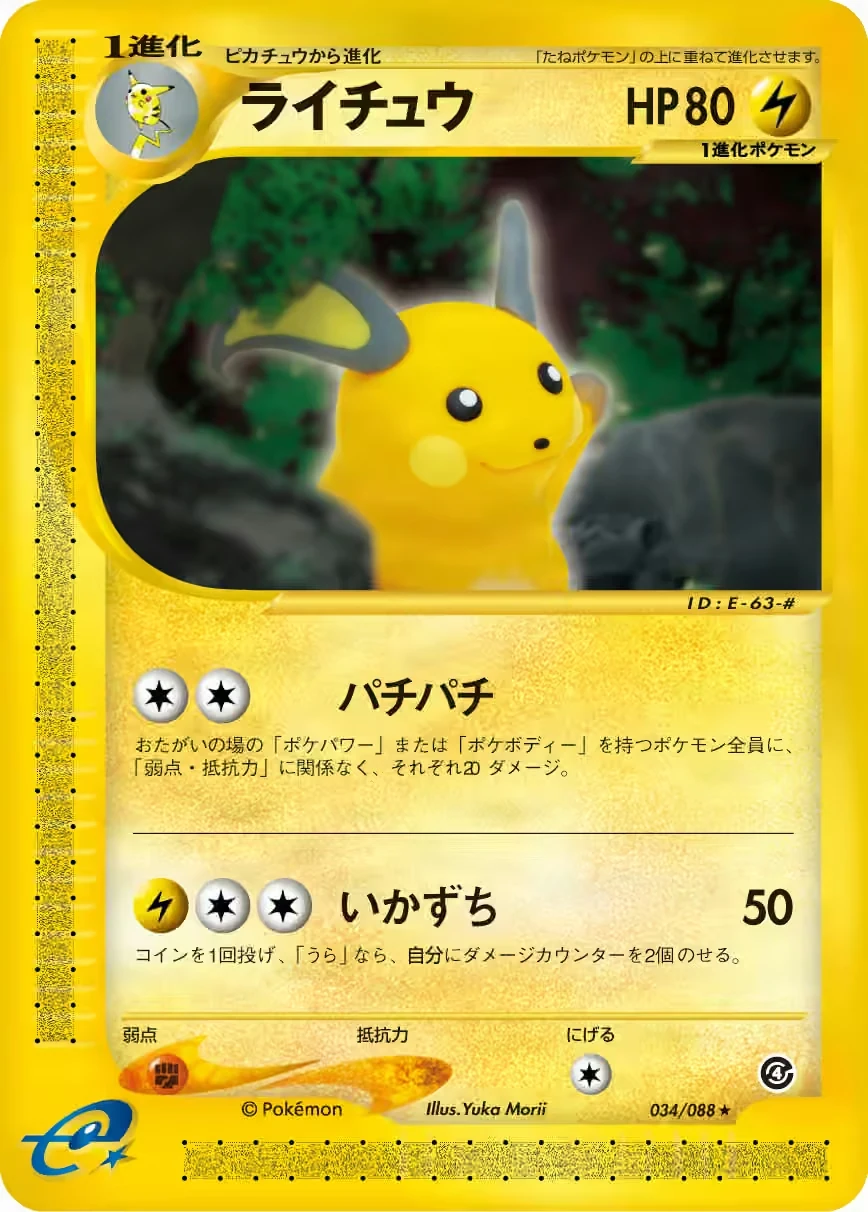 1進化
ピカチュウから進化
「たねポケモン」の上に重ねて進化させます。
ライチュウ
HP80
1進化ポケモン
ID:E-63-#
パチパチ
おたがいの場の「ポケパワー」または「ポケボディー」を持つポケモン全員に、
「弱点・抵抗力」に関係なく、それぞれ20 ダメージ。
いかずち 50
コインを1回投げ、「うら」なら、自分にダメージカウンターを2個のせる。
弱点 抵抗力 にげる
4
© Pokémon Illus.Yuka Morii 034/088★
e